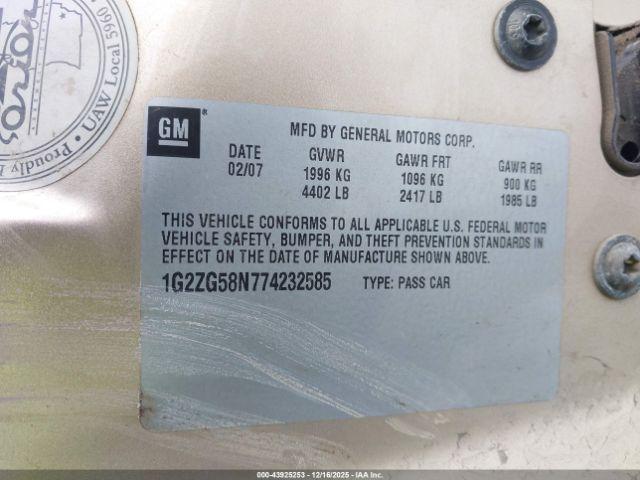 orion
UAW Local 5960
Proudly
GM
MFD BY GENERAL MOTORS CORP.
DATE GVWR GAWR FRT GAWR RR
02/07 1996 KG 1096 KG 900 KG
4402 LB 2417 LB 1985 LB
THIS VEHICLE CONFORMS TO ALL APPLICABLE U.S. FEDERAL MOTOR
VEHICLE SAFETY, BUMPER, AND THEFT PREVENTION STANDARDS IN
EFFECT ON THE DATE OF MANUFACTURE SHOWN ABOVE.
1G2ZG58N774232585 TYPE: PASS CAR
000-43925253 - 12/16/2025 - IAA.com